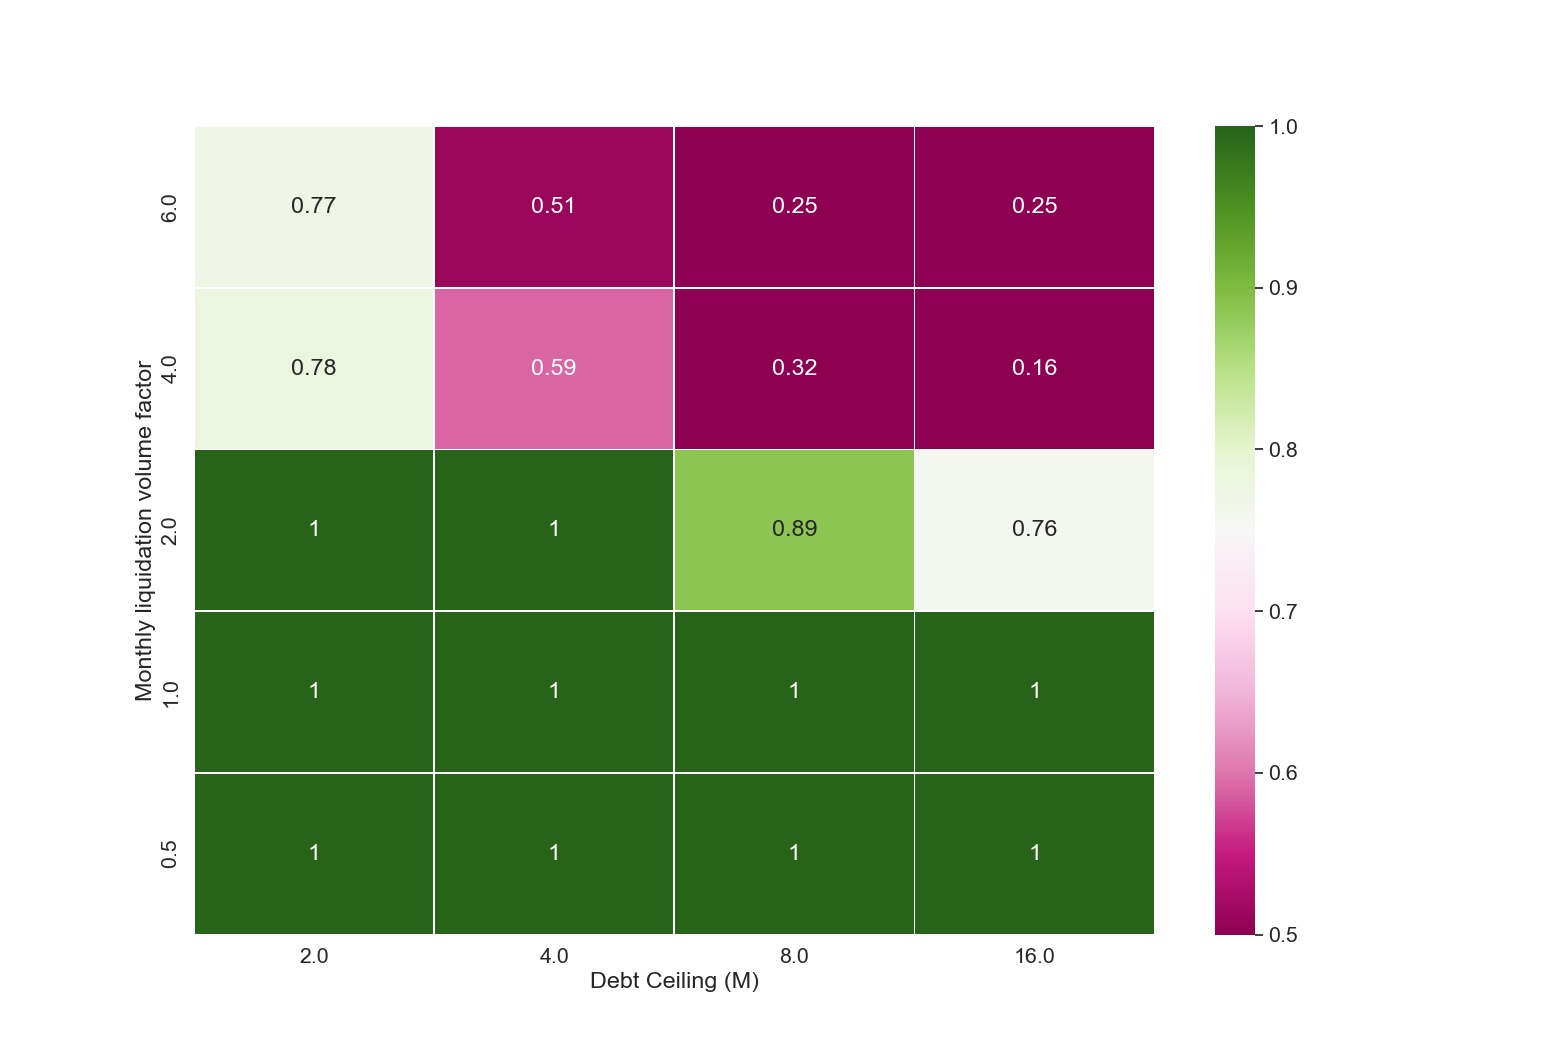 Monthly liquidation volume factor
6.0 0.77 0.51 0.25 0.25
4.0 0.78 0.59 0.32 0.16
2.0 1 1 0.89 0.76
1.0 1 1 1 1
0.5 1 1 1 1
2.0 4.0 8.0 16.0
Debt Ceiling (M)
1.0
0.9
0.8
0.7
0.6
0.5